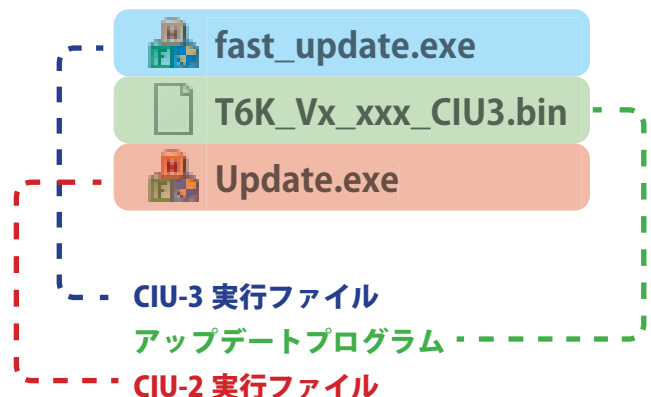 fast_update.exe
T6K_Vx_xxx_CIU3.bin
Update.exe
CIU-3 実行ファイル
アップデートプログラム
CIU-2 実行ファイル